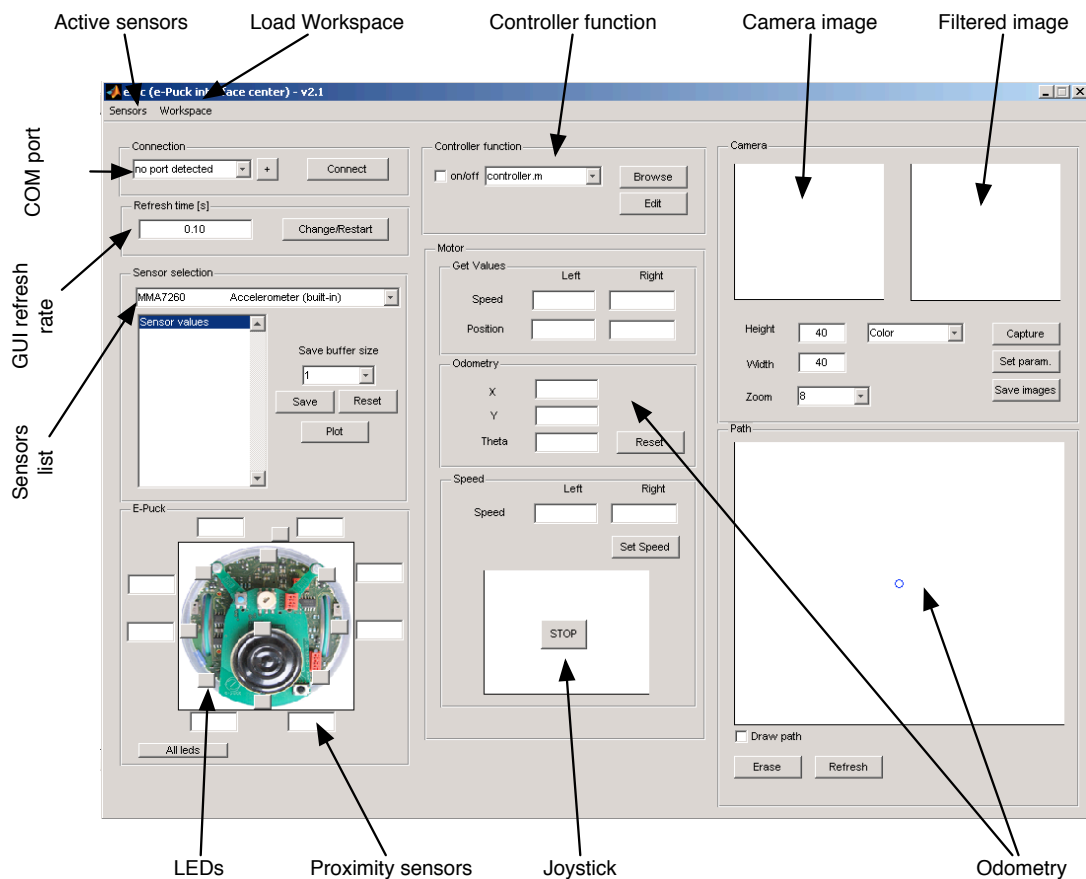 Active sensors
Load Workspace
Controller function
Camera image
Filtered image
(e-Puck interface center) - v2.1
Sensors Workspace
COM port
GUI refresh
rate
Sensors
list
Connection
no port detected
+
Connect
Refresh time [s]
0.10
Change/Restart
Sensor selection
MMA7260 Accelerometer (built-in)
Sensor values
Save buffer size
1
Save
Reset
Plot
E-Puck
All leds
Controller function
on/off
controller.m
Browse
Edit
Motor
Get Values
Left Right
Speed
Position
Odometry
X
Y
Theta
Reset
Speed
Left Right
Speed
Set Speed
STOP
Camera
Height 40 Color Capture
Width 40 Set param.
Zoom 8 Save images
Path
Draw path
Erase Refresh
LEDs
Proximity sensors
Joystick
Odometry